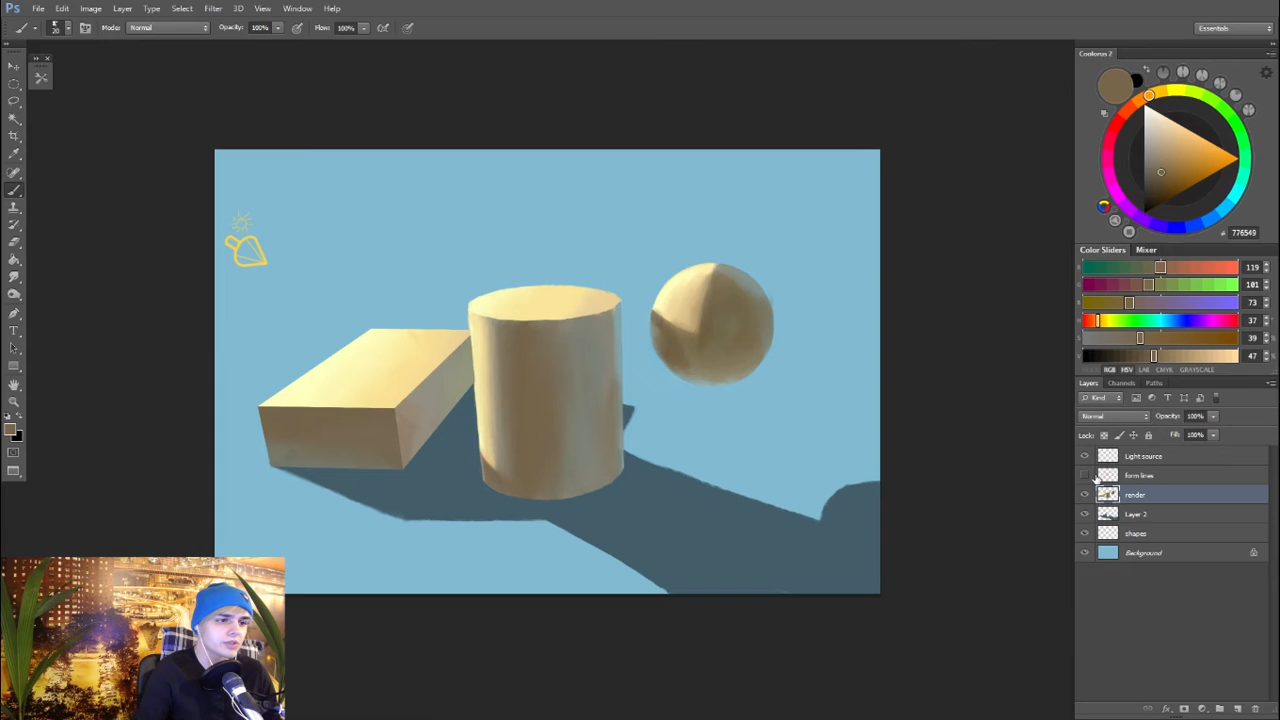 Ps File Edit Image Layer Type Select Filter 3D View Window Help
20 Mode: Normal Opacity: 100% Flow: 100% Essentials
Coolorus 2
# 776549
Color Sliders Mixer
R 119
G 101
B 73
H 37
S 39
V 47
RGB HSV LAB CMYK GRAYSCALE
Layers Channels Paths
Kind
Normal Opacity: 100%
Lock: Fill: 100%
Light source
form lines
render
Layer 2
shapes
Background
fx